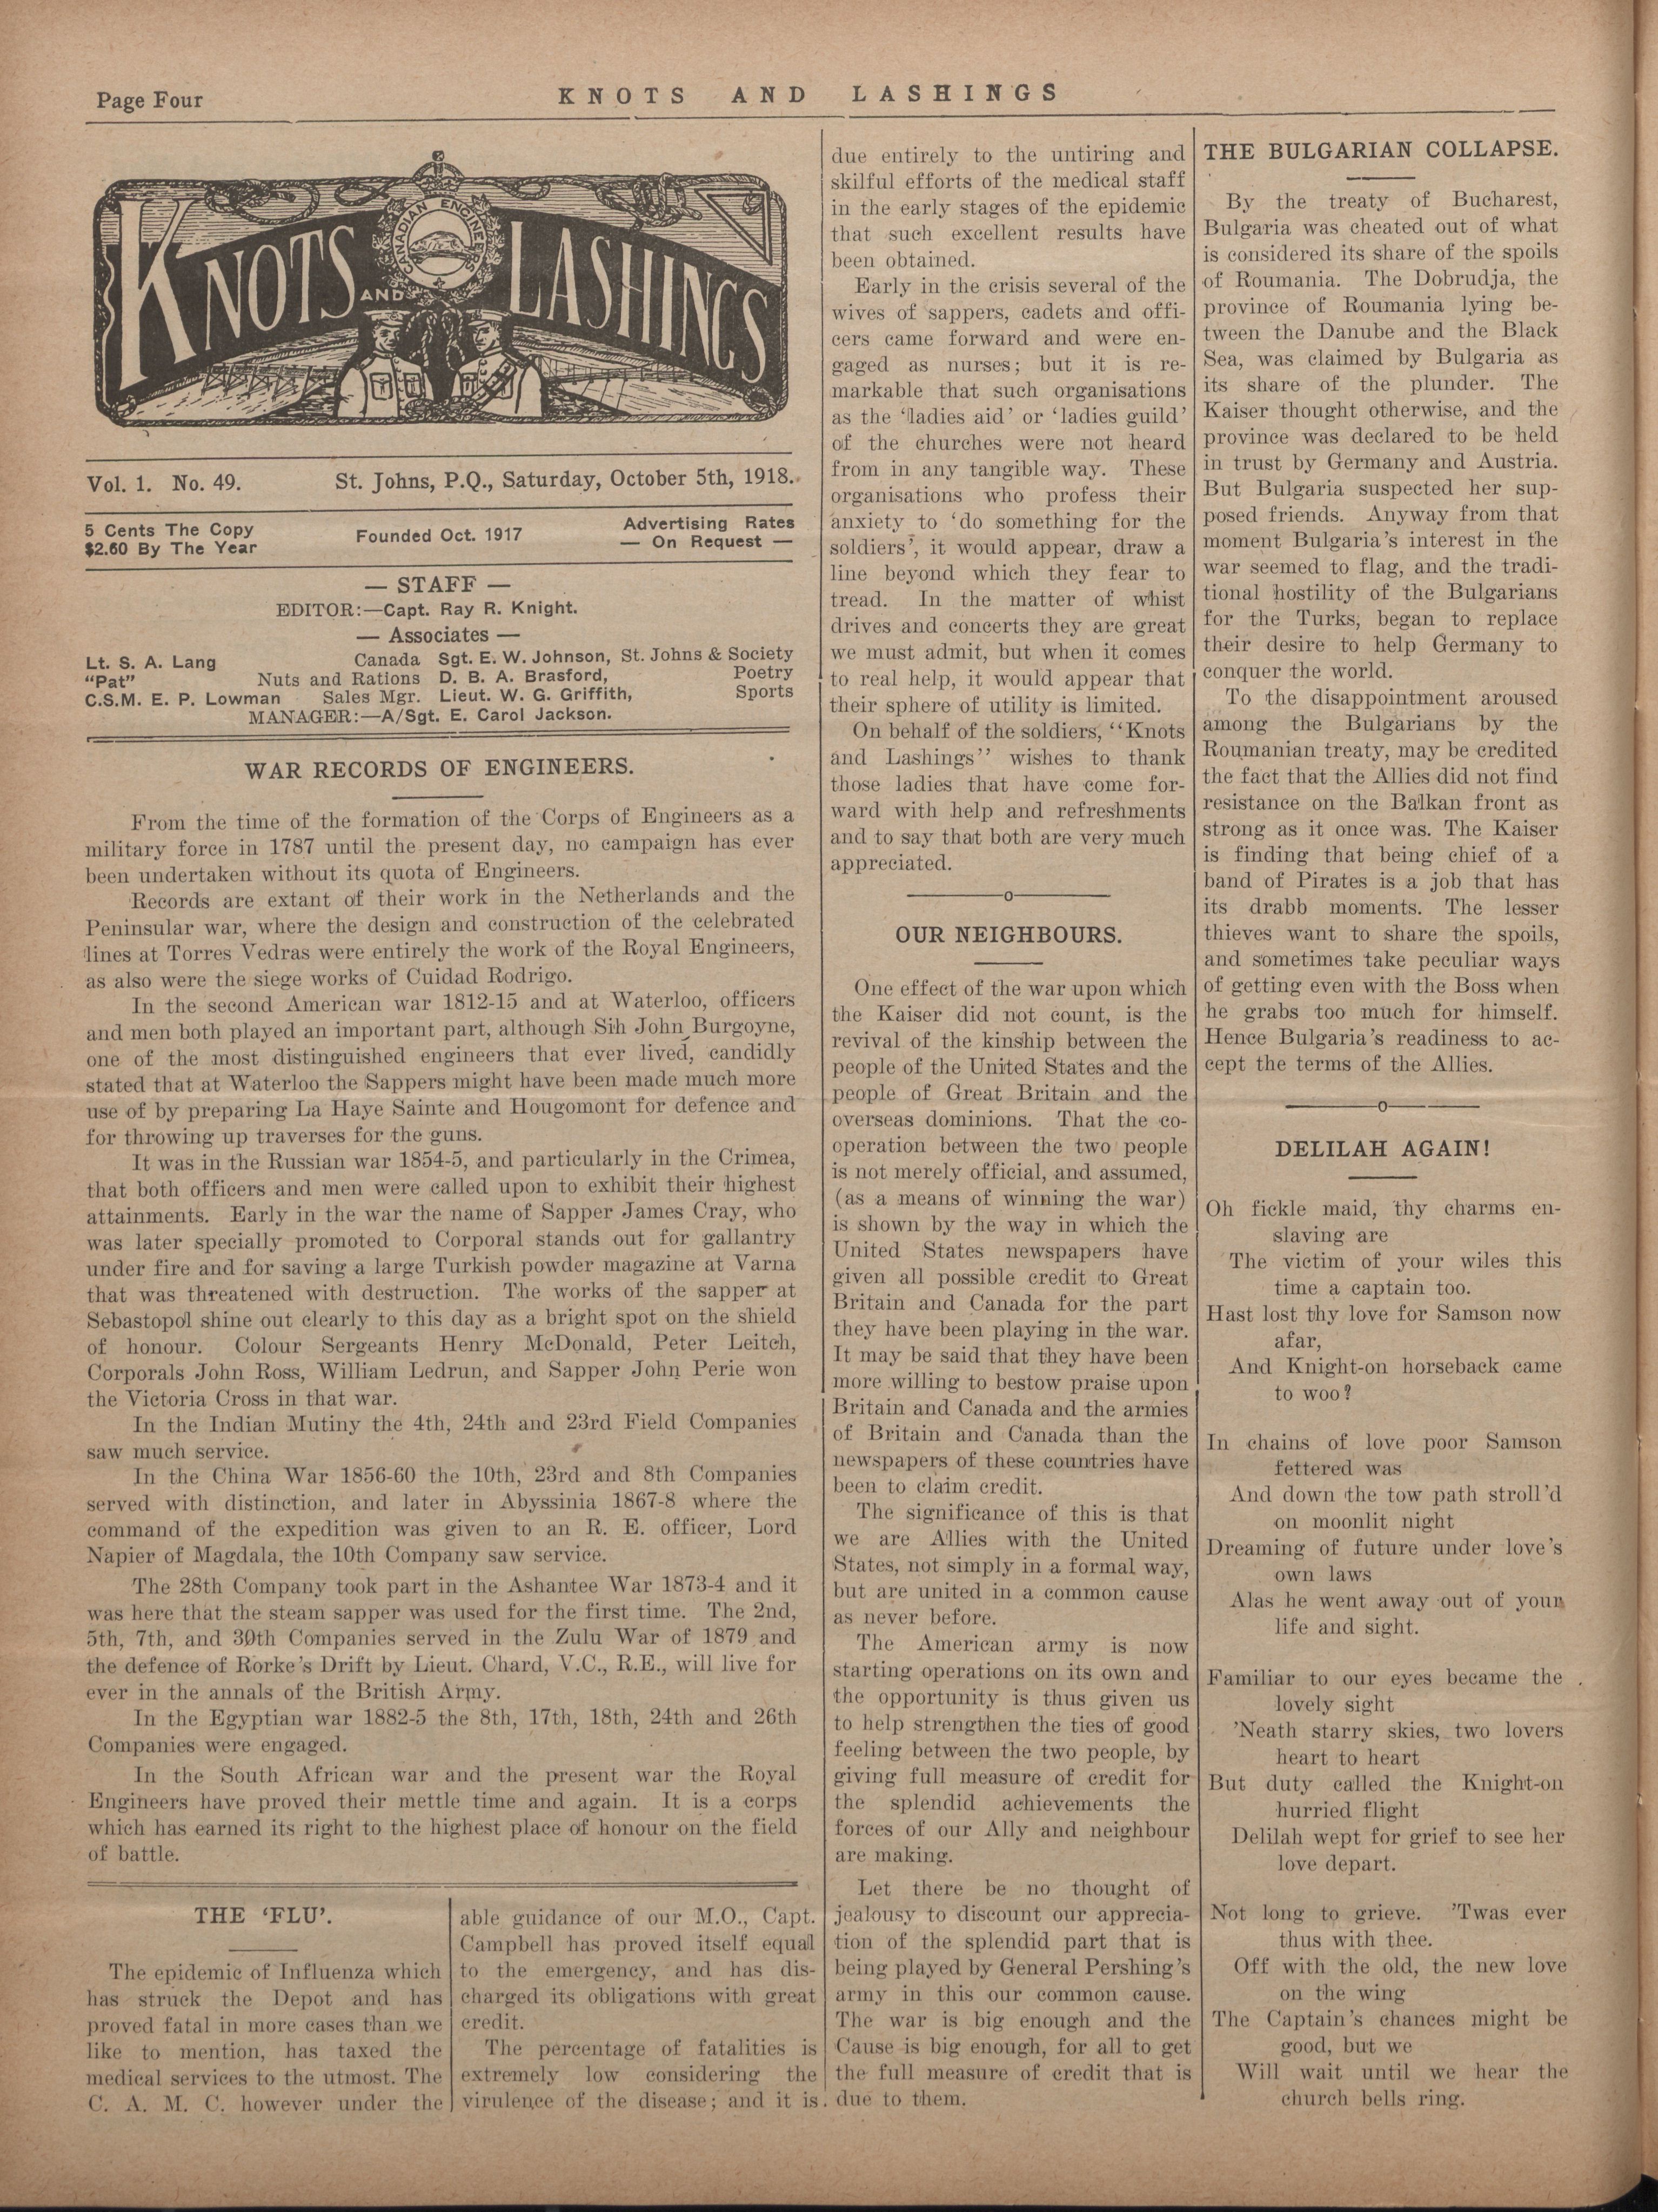 Page Four
KNOTS AND LASHINGS
KNOTS AND LASHINGS
CANADIAN ENGINEERS
Vol. 1. No. 49. St. Johns, P.Q., Saturday, October 5th, 1918.
5 Cents The Copy
$2.60 By The Year
Founded Oct. 1917
Advertising Rates
— On Request —
— STAFF —
EDITOR:—Capt. Ray R. Knight.
— Associates —
Lt. S. A. Lang Canada Sgt. E. W. Johnson, St. Johns & Society
"Pat" Nuts and Rations D. B. A. Brasford, Poetry
C.S.M. E. P. Lowman Sales Mgr. Lieut. W. G. Griffith, Sports
MANAGER:—A/Sgt. E. Carol Jackson.
WAR RECORDS OF ENGINEERS.
From the time of the formation of the Corps of Engineers as a
military force in 1787 until the present day, no campaign has ever
been undertaken without its quota of Engineers.
Records are extant of their work in the Netherlands and the
Peninsular war, where the design and construction of the celebrated
lines at Torres Vedras were entirely the work of the Royal Engineers,
as also were the siege works of Cuidad Rodrigo.
In the second American war 1812-15 and at Waterloo, officers
and men both played an important part, although Sih John Burgoyne,
one of the most distinguished engineers that ever lived, candidly
stated that at Waterloo the Sappers might have been made much more
use of by preparing La Haye Sainte and Hougomont for defence and
for throwing up traverses for the guns.
It was in the Russian war 1854-5, and particularly in the Crimea,
that both officers and men were called upon to exhibit their highest
attainments. Early in the war the name of Sapper James Cray, who
was later specially promoted to Corporal stands out for gallantry
under fire and for saving a large Turkish powder magazine at Varna
that was threatened with destruction. The works of the sapper at
Sebastopol shine out clearly to this day as a bright spot on the shield
of honour. Colour Sergeants Henry McDonald, Peter Leitch,
Corporals John Ross, William Ledrun, and Sapper John Perie won
the Victoria Cross in that war.
In the Indian Mutiny the 4th, 24th and 23rd Field Companies
saw much service.
In the China War 1856-60 the 10th, 23rd and 8th Companies
served with distinction, and later in Abyssinia 1867-8 where the
command of the expedition was given to an R. E. officer, Lord
Napier of Magdala, the 10th Company saw service.
The 28th Company took part in the Ashantee War 1873-4 and it
was here that the steam sapper was used for the first time. The 2nd,
5th, 7th, and 30th Companies served in the Zulu War of 1879 and
the defence of Rorke's Drift by Lieut. Chard, V.C., R.E., will live for
ever in the annals of the British Army.
In the Egyptian war 1882-5 the 8th, 17th, 18th, 24th and 26th
Companies were engaged.
In the South African war and the present war the Royal
Engineers have proved their mettle time and again. It is a corps
which has earned its right to the highest place of honour on the field
of battle.
THE 'FLU'.
The epidemic of Influenza which
has struck the Depot and has
proved fatal in more cases than we
like to mention, has taxed the
medical services to the utmost. The
C. A. M. C. however under the
able guidance of our M.O., Capt.
Campbell has proved itself equal
to the emergency, and has dis-
charged its obligations with great
credit.
The percentage of fatalities is
extremely low considering the
virulence of the disease; and it is
due entirely to the untiring and
skilful efforts of the medical staff
in the early stages of the epidemic
that such excellent results have
been obtained.
Early in the crisis several of the
wives of sappers, cadets and offi-
cers came forward and were en-
gaged as nurses; but it is re-
markable that such organisations
as the 'ladies aid' or 'ladies guild'
of the churches were not heard
from in any tangible way. These
organisations who profess their
anxiety to 'do something for the
soldiers', it would appear, draw a
line beyond which they fear to
tread. In the matter of whist
drives and concerts they are great
we must admit, but when it comes
to real help, it would appear that
their sphere of utility is limited.
On behalf of the soldiers, "Knots
and Lashings" wishes to thank
those ladies that have come for-
ward with help and refreshments
and to say that both are very much
appreciated.
OUR NEIGHBOURS.
One effect of the war upon which
the Kaiser did not count, is the
revival of the kinship between the
people of the United States and the
people of Great Britain and the
overseas dominions. That the co-
operation between the two people
is not merely official, and assumed,
(as a means of winning the war)
is shown by the way in which the
United States newspapers have
given all possible credit to Great
Britain and Canada for the part
they have been playing in the war.
It may be said that they have been
more willing to bestow praise upon
Britain and Canada and the armies
of Britain and Canada than the
newspapers of these countries have
been to claim credit.
The significance of this is that
we are Allies with the United
States, not simply in a formal way,
but are united in a common cause
as never before.
The American army is now
starting operations on its own and
the opportunity is thus given us
to help strengthen the ties of good
feeling between the two people, by
giving full measure of credit for
the splendid achievements the
forces of our Ally and neighbour
are making.
Let there be no thought of
jealousy to discount our apprecia-
tion of the splendid part that is
being played by General Pershing's
army in this our common cause.
The war is big enough and the
Cause is big enough, for all to get
the full measure of credit that is
due to them.
THE BULGARIAN COLLAPSE.
By the treaty of Bucharest,
Bulgaria was cheated out of what
is considered its share of the spoils
of Roumania. The Dobrudja, the
province of Roumania lying be-
tween the Danube and the Black
Sea, was claimed by Bulgaria as
its share of the plunder. The
Kaiser thought otherwise, and the
province was declared to be held
in trust by Germany and Austria.
But Bulgaria suspected her sup-
posed friends. Anyway from that
moment Bulgaria's interest in the
war seemed to flag, and the tradi-
tional hostility of the Bulgarians
for the Turks, began to replace
their desire to help Germany to
conquer the world.
To the disappointment aroused
among the Bulgarians by the
Roumanian treaty, may be credited
the fact that the Allies did not find
resistance on the Balkan front as
strong as it once was. The Kaiser
is finding that being chief of a
band of Pirates is a job that has
its drabb moments. The lesser
thieves want to share the spoils,
and sometimes take peculiar ways
of getting even with the Boss when
he grabs too much for himself.
Hence Bulgaria's readiness to ac-
cept the terms of the Allies.
DELILAH AGAIN!
Oh fickle maid, thy charms en-
slaving are
The victim of your wiles this
time a captain too.
Hast lost thy love for Samson now
afar,
And Knight-on horseback came
to woo?
In chains of love poor Samson
fettered was
And down the tow path stroll'd
on moonlit night
Dreaming of future under love's
own laws
Alas he went away out of your
life and sight.
Familiar to our eyes became the
lovely sight
'Neath starry skies, two lovers
heart to heart
But duty called the Knight-on
hurried flight
Delilah wept for grief to see her
love depart.
Not long to grieve. 'Twas ever
thus with thee.
Off with the old, the new love
on the wing
The Captain's chances might be
good, but we
Will wait until we hear the
church bells ring.